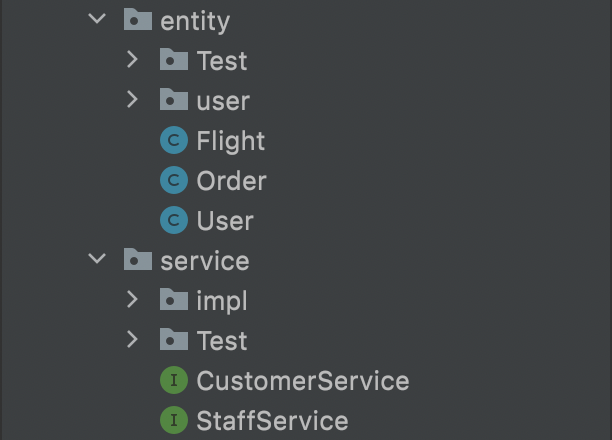 entity
Test
user
C Flight
C Order
C User
service
impl
Test
I CustomerService
I StaffService